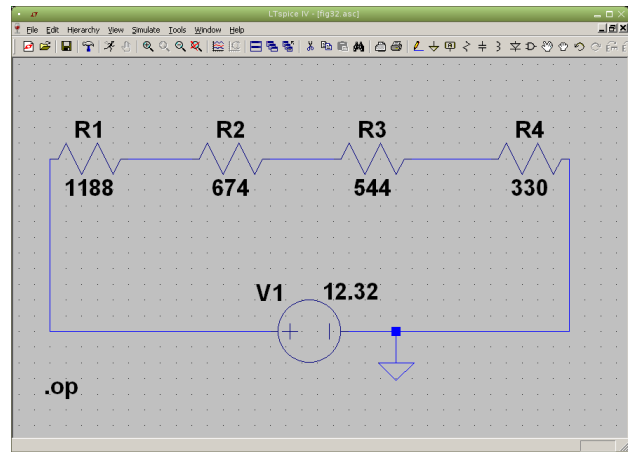 LTspice IV - [fig32.asc]
File Edit Hierarchy View Simulate Tools Window Help
R1 R2 R3 R4
1188 674 544 330
V1 12.32
.op